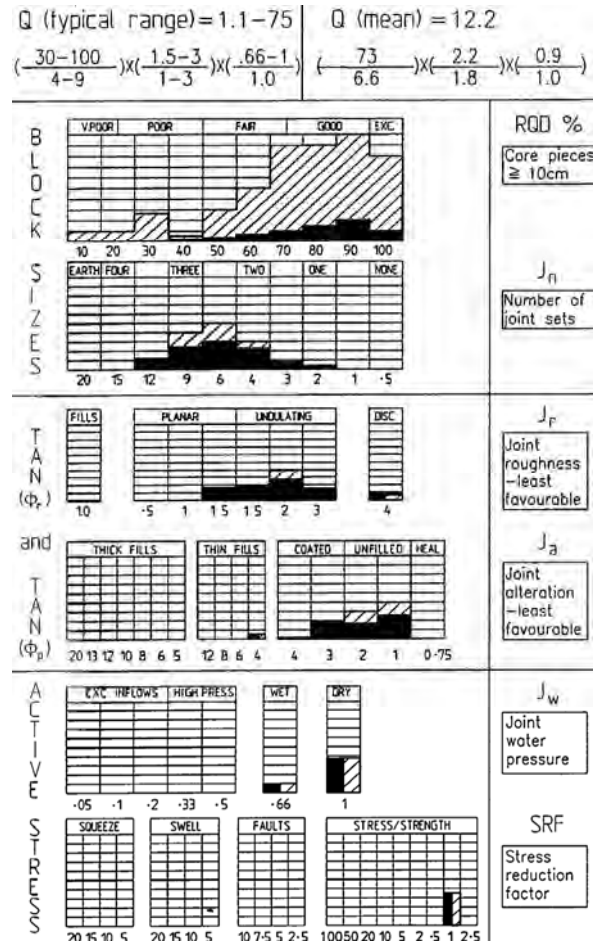 Q (typical range) = 1.1-75 Q (mean) = 12.2
(30-100 / 4-9) x (1.5-3 / 1-3) x (.66-1 / 1.0) (73 / 6.6) x (2.2 / 1.8) x (0.9 / 1.0)
BLOCK
V.POOR POOR FAIR GOOD EXC
10 20 30 40 50 60 70 80 90 100
RQD %
Core pieces
≧ 10cm
SIZES
EARTH FOUR THREE TWO ONE NONE
20 15 12 9 6 4 3 2 1 ·5
Jn
Number of
joint sets
TAN
(Φr)
FILLS PLANAR UNDULATING DISC
1.0 ·5 1 1.5 1.5 2 3 4
Jr
Joint
roughness
-least
favourable
and
TAN
(Φp)
THICK FILLS THIN FILLS COATED UNFILLED HEAL
20 13 12 10 8 6 5 12 8 6 4 4 3 2 1 0·75
Ja
Joint
alteration
-least
favourable
ACTIVE
EXC. INFLOWS HIGH PRESS WET DRY
·05 ·1 ·2 ·33 ·5 ·66 1
Jw
Joint
water
pressure
STRESS
SQUEEZE SWELL FAULTS STRESS/STRENGTH
20 15 10 5 20 15 10 5 10 7·5 5 2·5 100 50 20 10 5 2 ·5 1 2·5
SRF
Stress
reduction
factor